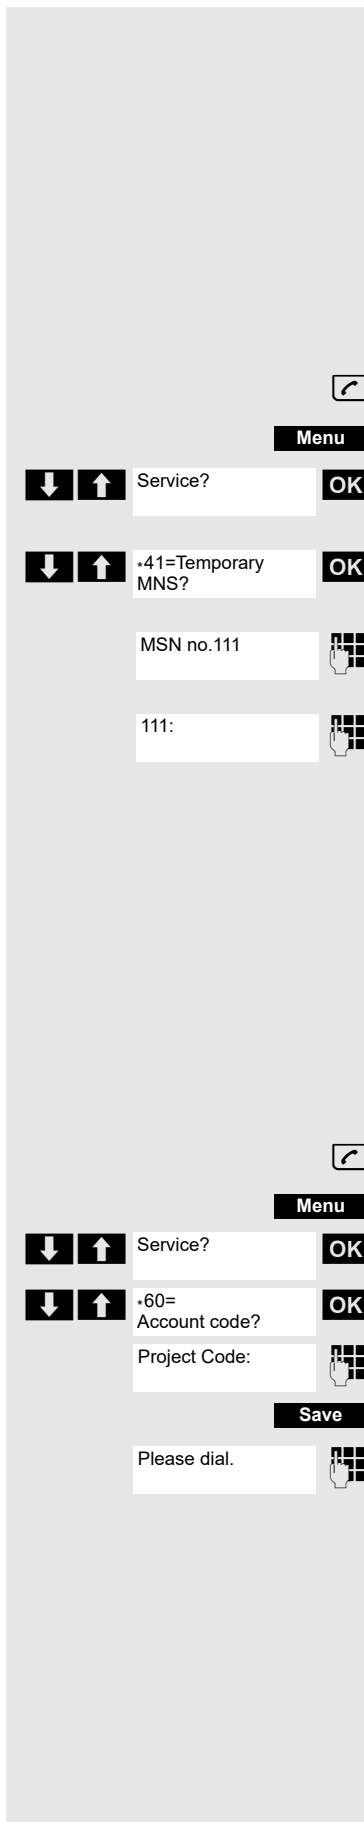 Menu
Service? OK
*41=Temporary OK
MNS?
MSN no.111
111:
Menu
Service? OK
*60= OK
Account code?
Project Code:
Save
Please dial.